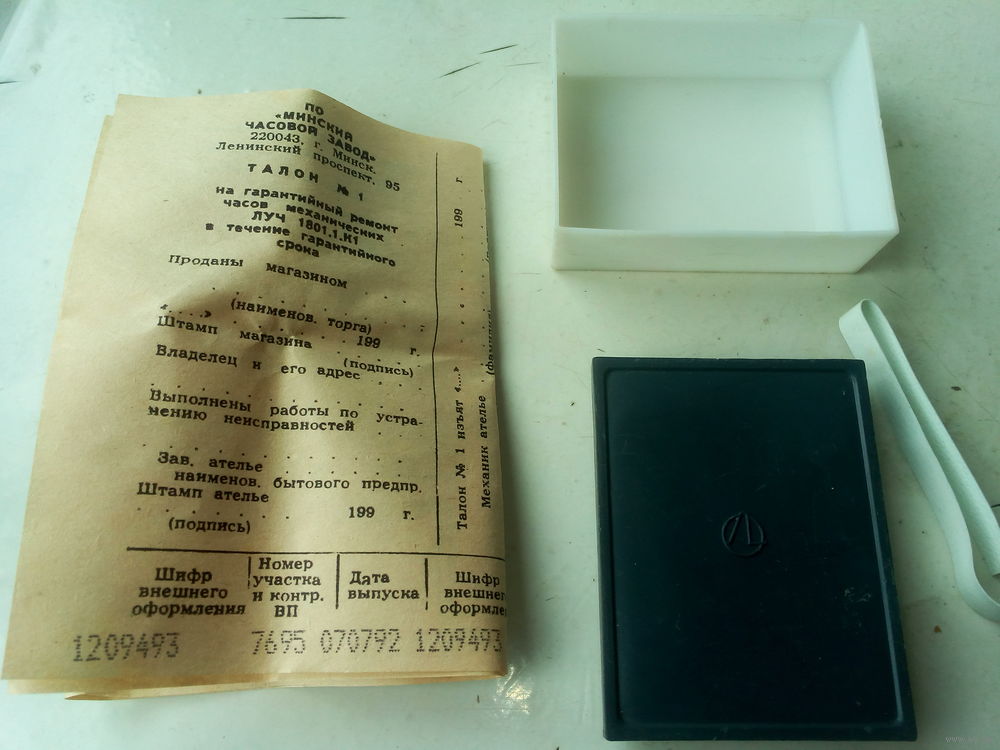 ПО
«МИНСКИЙ
ЧАСОВОЙ ЗАВОД»
220043, г. Минск.
Ленинский проспект, 95
ТАЛОН № 1
на гарантийный ремонт
часов механических
ЛУЧ 1801.1.К1
в течение гарантийного
срока
Проданы магазином
(наименов. торга)
«.....» 199 г.
Штамп магазина
(подпись)
Владелец и его адрес
Выполнены работы по устра-
нению неисправностей
Зав. ателье
наименов. бытового предпр.
Штамп ателье
199 г.
(подпись)
Талон № 1 изъят «....» 199 г.
Механик ателье
Шифр внешнего оформления
Номер участка и контр. ВП
Дата выпуска
Шифр
1209493 7695 070792 1209493